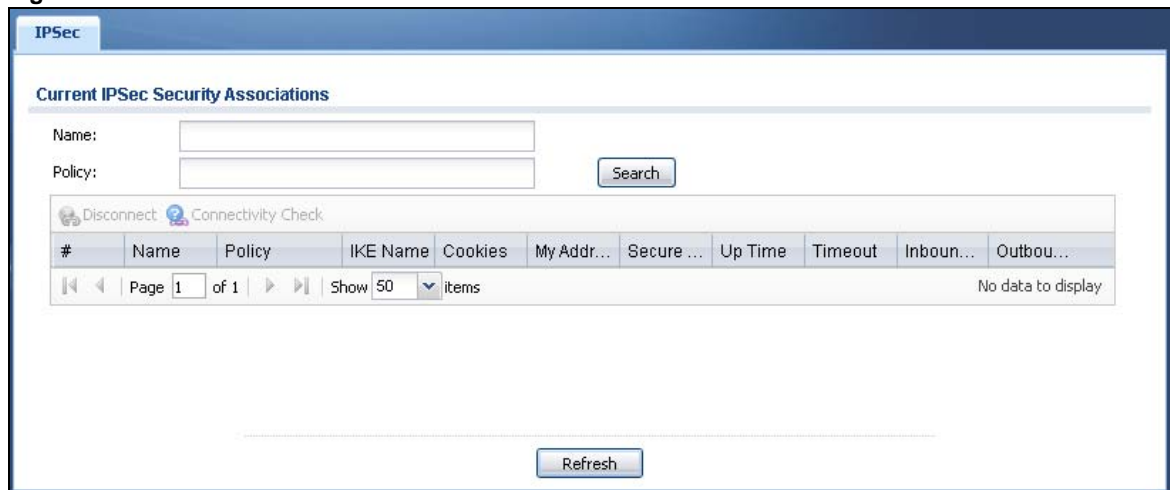 IPSec
Current IPSec Security Associations
Name:
Policy:
Search
Disconnect Connectivity Check
# Name Policy IKE Name Cookies My Addr... Secure ... Up Time Timeout Inboun... Outbou...
Page 1 of 1 Show 50 items No data to display
Refresh